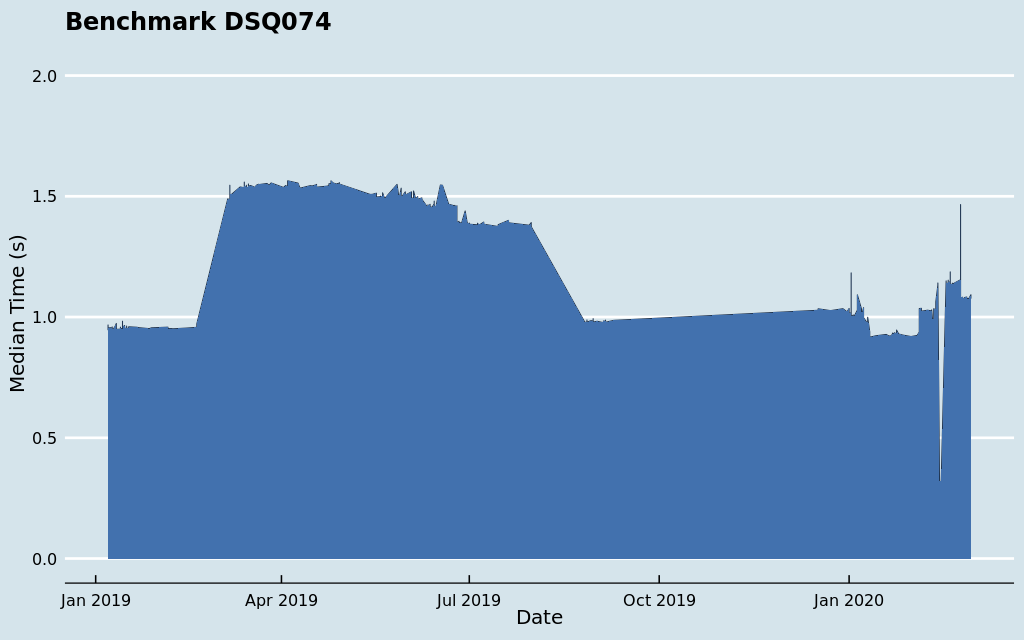 Benchmark DSQ074
2.0
1.5
1.0
0.5
0.0
Median Time (s)
Jan 2019
Apr 2019
Jul 2019
Oct 2019
Jan 2020
Date